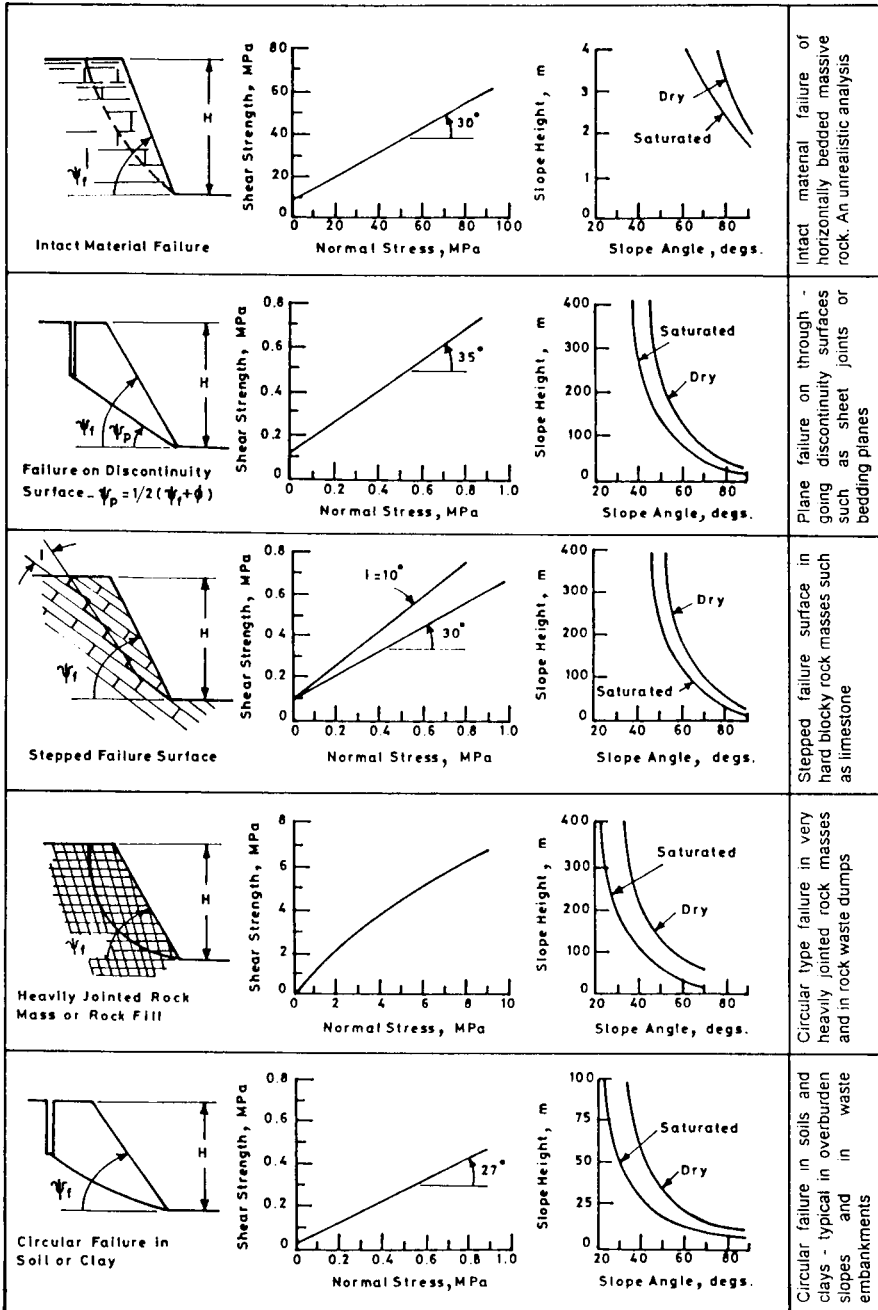 H
ψf
Intact Material Failure
Shear Strength, MPa
80
60
40
20
0
30°
0 20 40 60 80 100
Normal Stress, MPa
Slope Height, m
4
3
2
1
0
Dry
Saturated
20 40 60 80
Slope Angle, degs.
Intact material failure of
horizontally bedded massive
rock. An unrealistic analysis
H
ψf
ψp
Failure on Discontinuity
Surface - ψp = 1/2 (ψf + ϕ)
Shear Strength, MPa
0.8
0.6
0.4
0.2
0
35°
0 0.2 0.4 0.6 0.8 1.0
Normal Stress, MPa
Slope Height, m
400
300
200
100
0
Saturated
Dry
20 40 60 80
Slope Angle, degs.
Plane failure on through -
going discontinuity surfaces
such as sheet joints or
bedding planes
i
H
ψf
Stepped Failure Surface
Shear Strength, MPa
0.8
0.6
0.4
0.2
0
i = 10°
30°
0 0.2 0.4 0.6 0.8 1.0
Normal Stress, MPa
Slope Height, m
400
300
200
100
0
Dry
Saturated
20 40 60 80
Slope Angle, degs.
Stepped failure surface in
hard blocky rock masses such
as limestone
H
ψf
Heavily Jointed Rock
Mass or Rock Fill
Shear Strength, MPa
8
6
4
2
0
0 2 4 6 8 10
Normal Stress, MPa
Slope Height, m
400
300
200
100
0
Saturated
Dry
20 40 60 80
Slope Angle, degs.
Circular type failure in very
heavily jointed rock masses
and in rock waste dumps
H
ψf
Circular Failure in
Soil or Clay
Shear Strength, MPa
0.8
0.6
0.4
0.2
0
27°
0 0.2 0.4 0.6 0.8 1.0
Normal Stress, MPa
Slope Height, m
100
75
50
25
0
Saturated
Dry
20 40 60 80
Slope Angle, degs.
Circular failure in soils and
clays - typical in overburden
slopes and in waste
embankments